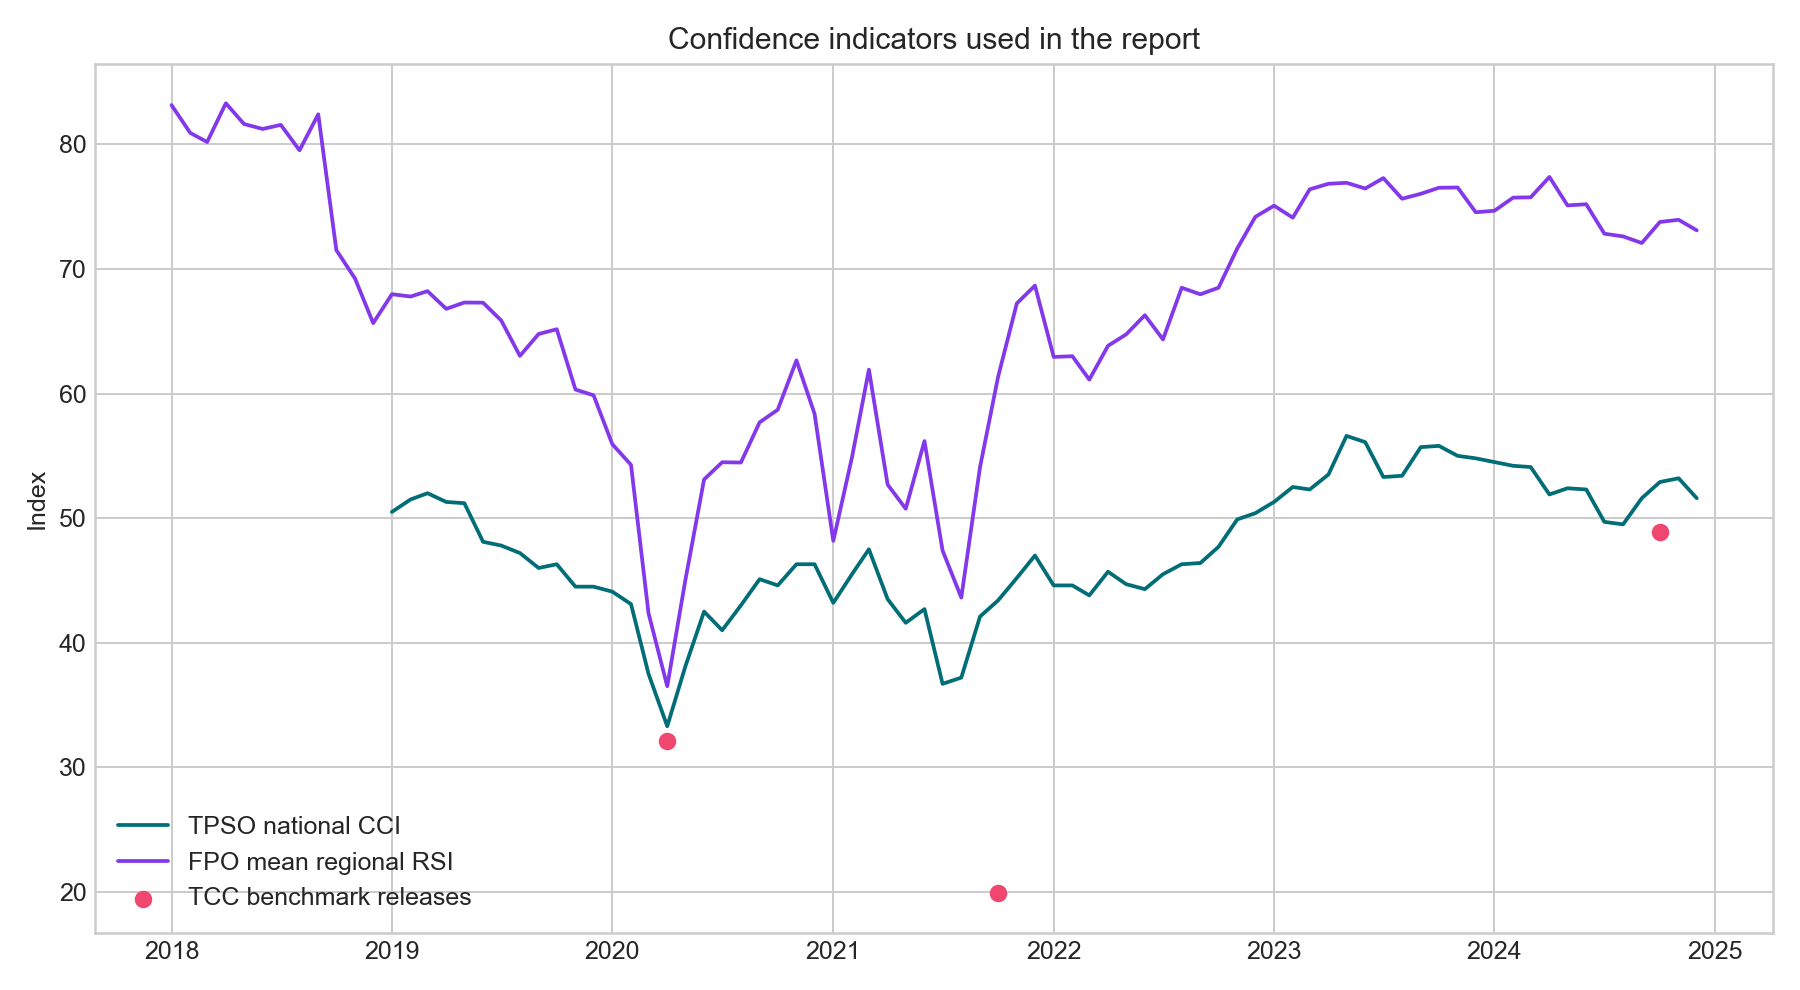 Confidence indicators used in the report
Index
80
70
60
50
40
30
20
TPSO national CCI
FPO mean regional RSI
TCC benchmark releases
2018 2019 2020 2021 2022 2023 2024 2025